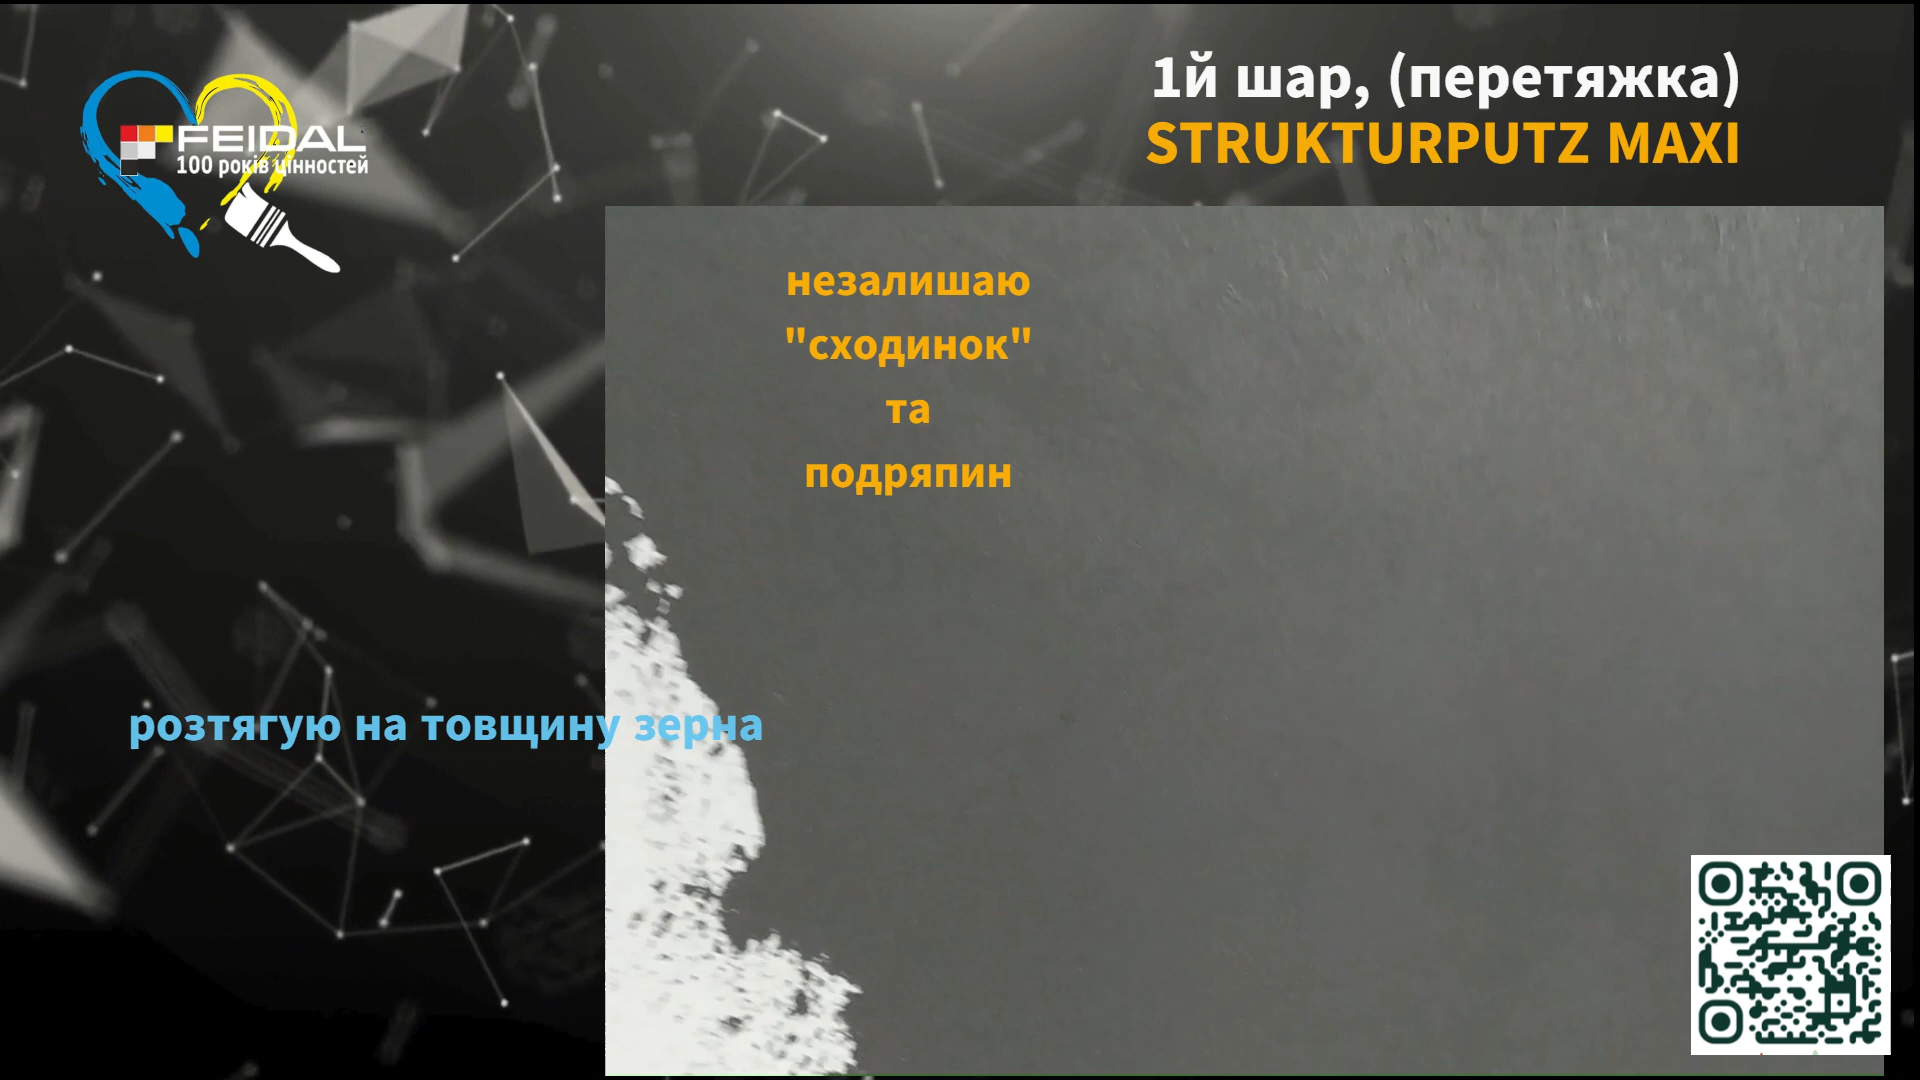 FEIDAL
100 років цінностей
1й шар, (перетяжка)
STRUKTURPUTZ MAXI
незалишаю
"сходинок"
та
подряпин
розтягую на товщину зерна